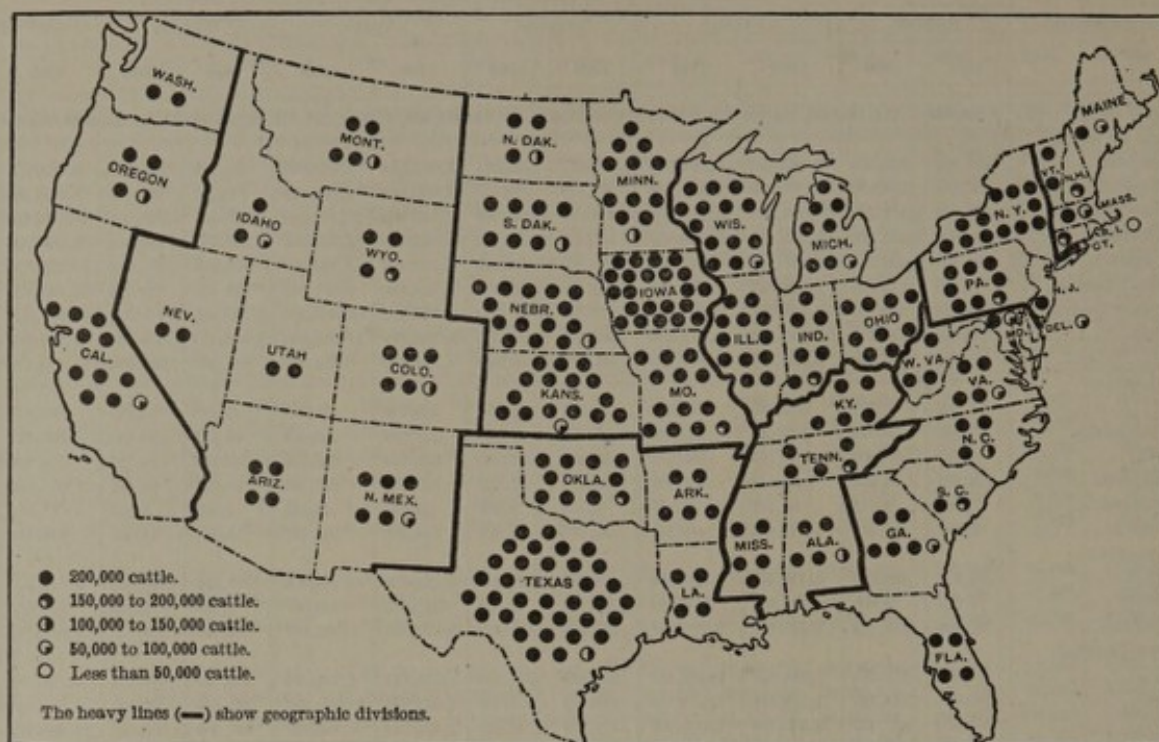 WASH.
MONT.
N. DAK.
MINN.
OREGON
IDAHO
WYO.
S. DAK.
WIS.
MICH.
N. Y.
VT.
N.H.
MAINE
MASS.
R. I.
CT.
NEV.
UTAH
COLO.
NEBR.
IOWA
ILL.
IND.
OHIO
PA.
N. J.
MD.
DEL.
CAL.
KANS.
MO.
KY.
W. VA.
VA.
ARIZ.
N. MEX.
OKLA.
ARK.
TENN.
N. C.
S. C.
TEXAS
LA.
MISS.
ALA.
GA.
FLA.
200,000 cattle.
150,000 to 200,000 cattle.
100,000 to 150,000 cattle.
50,000 to 100,000 cattle.
Less than 50,000 cattle.
The heavy lines (—) show geographic divisions.